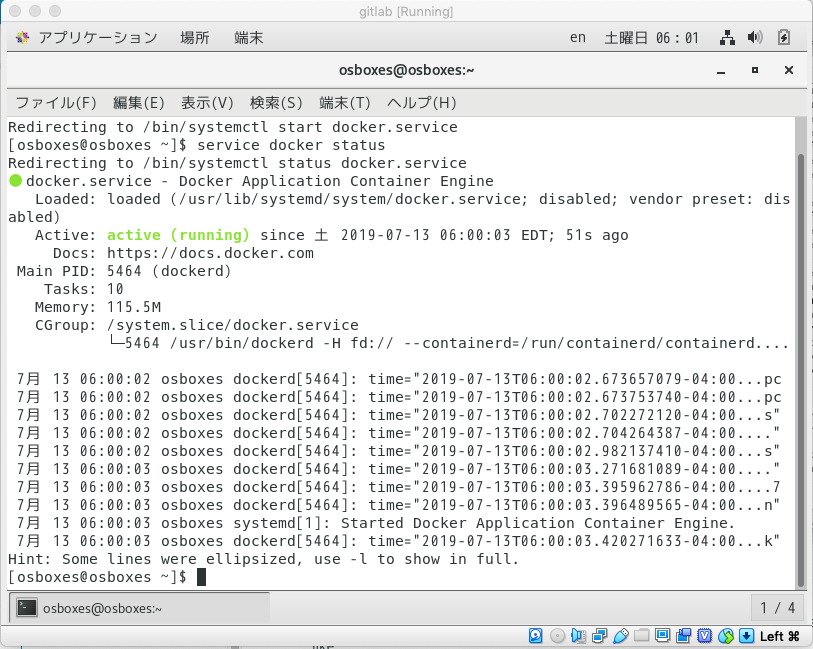 gitlab [Running]
アプリケーション 場所 端末 en 土曜日 06：01
osboxes@osboxes:~
ファイル(F) 編集(E) 表示(V) 検索(S) 端末(T) ヘルプ(H)
Redirecting to /bin/systemctl start docker.service
[osboxes@osboxes ~]$ service docker status
Redirecting to /bin/systemctl status docker.service
● docker.service - Docker Application Container Engine
   Loaded: loaded (/usr/lib/systemd/system/docker.service; disabled; vendor preset: dis
abled)
   Active: active (running) since 土 2019-07-13 06:00:03 EDT; 51s ago
     Docs: https://docs.docker.com
 Main PID: 5464 (dockerd)
    Tasks: 10
   Memory: 115.5M
   CGroup: /system.slice/docker.service
           └─5464 /usr/bin/dockerd -H fd:// --containerd=/run/containerd/containerd....
 7月 13 06:00:02 osboxes dockerd[5464]: time="2019-07-13T06:00:02.673657079-04:00...pc
 7月 13 06:00:02 osboxes dockerd[5464]: time="2019-07-13T06:00:02.673753740-04:00...pc
 7月 13 06:00:02 osboxes dockerd[5464]: time="2019-07-13T06:00:02.702272120-04:00...s"
 7月 13 06:00:02 osboxes dockerd[5464]: time="2019-07-13T06:00:02.704264387-04:00...."
 7月 13 06:00:02 osboxes dockerd[5464]: time="2019-07-13T06:00:02.982137410-04:00...s"
 7月 13 06:00:03 osboxes dockerd[5464]: time="2019-07-13T06:00:03.271681089-04:00...."
 7月 13 06:00:03 osboxes dockerd[5464]: time="2019-07-13T06:00:03.395962786-04:00....7
 7月 13 06:00:03 osboxes dockerd[5464]: time="2019-07-13T06:00:03.396489565-04:00...n"
 7月 13 06:00:03 osboxes systemd[1]: Started Docker Application Container Engine.
 7月 13 06:00:03 osboxes dockerd[5464]: time="2019-07-13T06:00:03.420271633-04:00...k"
Hint: Some lines were ellipsized, use -l to show in full.
[osboxes@osboxes ~]$
osboxes@osboxes:~ 1 / 4
Left ⌘